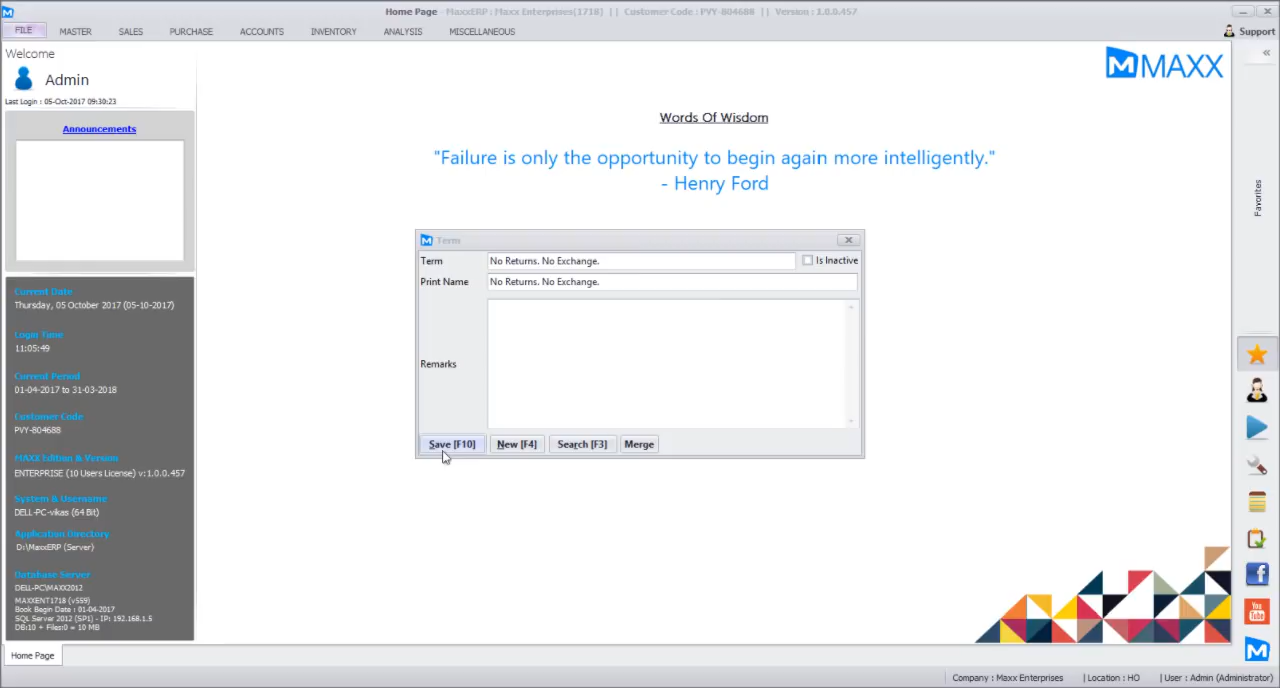 Home Page - MaxxERP : Maxx Enterprises(1718) || Customer Code : PVY-804688 || Version : 1.0.0.457
FILE MASTER SALES PURCHASE ACCOUNTS INVENTORY ANALYSIS MISCELLANEOUS Support
Welcome
Admin
Last Login : 05-Oct-2017 09:30:23
Announcements
MAXX
Words Of Wisdom
"Failure is only the opportunity to begin again more intelligently."
- Henry Ford
Favorites
Term
Term No Returns. No Exchange. Is Inactive
Print Name No Returns. No Exchange.
Remarks
Save [F10] New [F4] Search [F3] Merge
Current Date
Thursday, 05 October 2017 (05-10-2017)
Login Time
11:05:49
Current Period
01-04-2017 to 31-03-2018
Customer Code
PVY-804688
MAXX Edition & Version
ENTERPRISE (10 Users License) v:1.0.0.457
System & Username
DELL-PC-vikas (64 Bit)
Application Directory
D:\MaxxERP (Server)
Database Server
DELL-PC\MAXX2012
MAXXENT1718 (v559)
Book Begin Date : 01-04-2017
SQL Server 2012 [SP1] - IP: 192.168.1.5
DB:10 + Files:0 = 10 MB
You
Tube
Home Page
Company : Maxx Enterprises | Location : HO | User : Admin (Administrator)